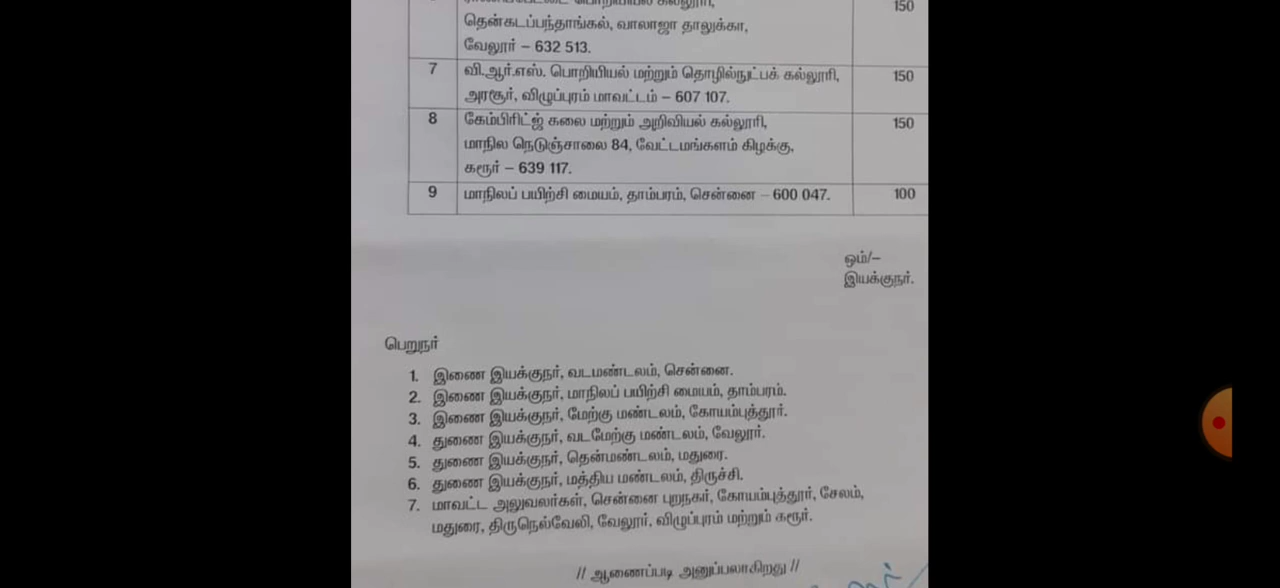 பொறியியல் கல்லூரி, 150
தென்கடப்பந்தாங்கல், வாலாஜா தாலுக்கா,
வேலூர் – 632 513.
7 வி.ஆர்.எஸ். பொறியியல் மற்றும் தொழில்நுட்பக் கல்லூரி, 150
அரசூர், விழுப்புரம் மாவட்டம் – 607 107.
8 கேம்பிரிட்ஜ் கலை மற்றும் அறிவியல் கல்லூரி, 150
மாநில நெடுஞ்சாலை 84, வேட்டமங்களம் கிழக்கு,
கரூர் – 639 117.
9 மாநிலப் பயிற்சி மையம், தாம்பரம், சென்னை – 600 047. 100
ஒம்/–
இயக்குநர்.
பெறுநர்
1. இணை இயக்குநர், வடமண்டலம், சென்னை.
2. இணை இயக்குநர், மாநிலப் பயிற்சி மையம், தாம்பரம்.
3. இணை இயக்குநர், மேற்கு மண்டலம், கோயம்புத்தூர்.
4. துணை இயக்குநர், வடமேற்கு மண்டலம், வேலூர்.
5. துணை இயக்குநர், தென்மண்டலம், மதுரை.
6. துணை இயக்குநர், மத்திய மண்டலம், திருச்சி.
7. மாவட்ட அலுவலர்கள், சென்னை புறநகர், கோயம்புத்தூர், சேலம்,
மதுரை, திருநெல்வேலி, வேலூர், விழுப்புரம் மற்றும் கரூர்.
// ஆணைப்படி அனுப்பலாகிறது //